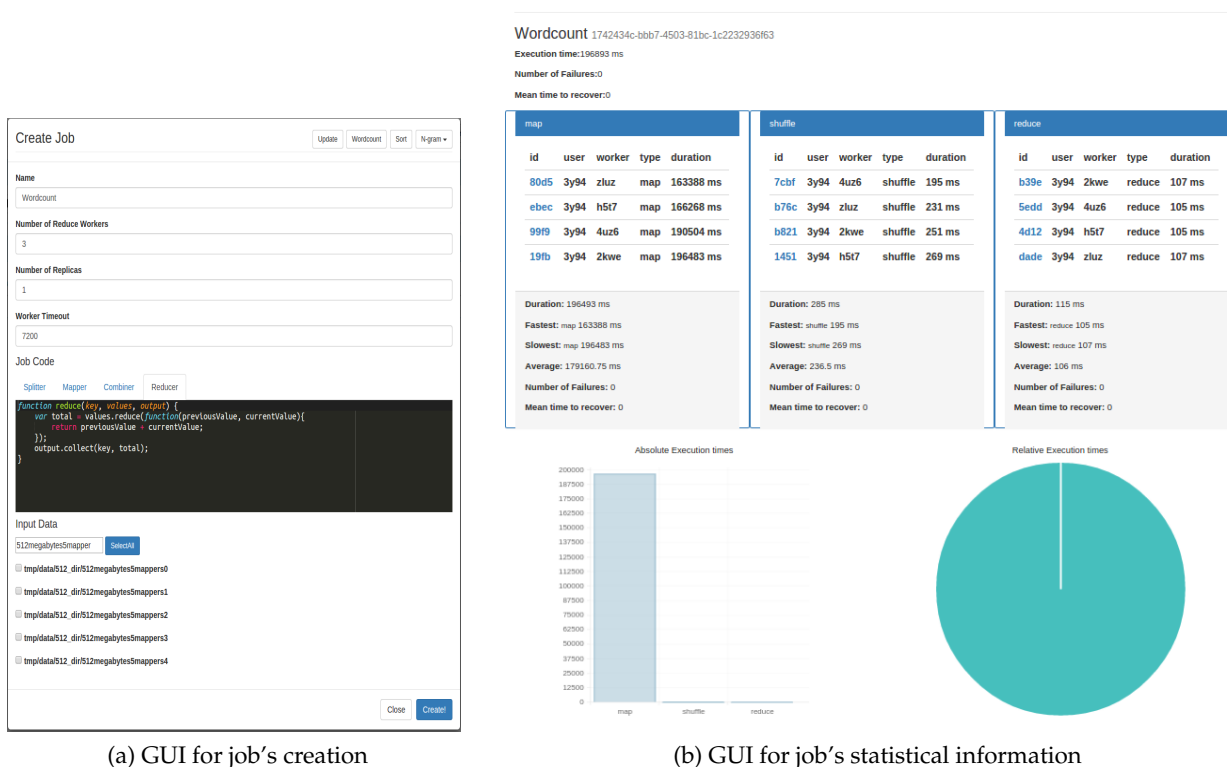 Create Job
Update Wordcount Sort N-gram
Name
Wordcount
Number of Reduce Workers
3
Number of Replicas
1
Worker Timeout
7200
Job Code
Splitter Mapper Combiner Reducer
function reduce(key, values, output) {
var total = values.reduce(function(previousValue, currentValue){
return previousValue + currentValue;
});
output.collect(key, total);
}
Input Data
512megabytes5mapper SelectAll
tmp/data/512_dir/512megabytes5mappers0
tmp/data/512_dir/512megabytes5mappers1
tmp/data/512_dir/512megabytes5mappers2
tmp/data/512_dir/512megabytes5mappers3
tmp/data/512_dir/512megabytes5mappers4
Close Create!
(a) GUI for job's creation
Wordcount 1742434c-bbb7-4503-81bc-1c2232936f63
Execution time:196893 ms
Number of Failures:0
Mean time to recover:0
map
id user worker type duration
80d5 3y94 zluz map 163388 ms
ebec 3y94 h5t7 map 166268 ms
99f9 3y94 4uz6 map 190504 ms
19fb 3y94 2kwe map 196483 ms
Duration: 196493 ms
Fastest: map 163388 ms
Slowest: map 196483 ms
Average: 179160.75 ms
Number of Failures: 0
Mean time to recover: 0
shuffle
id user worker type duration
7cbf 3y94 4uz6 shuffle 195 ms
b76c 3y94 zluz shuffle 231 ms
b821 3y94 2kwe shuffle 251 ms
1451 3y94 h5t7 shuffle 269 ms
Duration: 285 ms
Fastest: shuffle 195 ms
Slowest: shuffle 269 ms
Average: 236.5 ms
Number of Failures: 0
Mean time to recover: 0
reduce
id user worker type duration
b39e 3y94 2kwe reduce 107 ms
5edd 3y94 4uz6 reduce 105 ms
4d12 3y94 h5t7 reduce 105 ms
dade 3y94 zluz reduce 107 ms
Duration: 115 ms
Fastest: reduce 105 ms
Slowest: reduce 107 ms
Average: 106 ms
Number of Failures: 0
Mean time to recover: 0
Absolute Execution times
200000
187500
175000
162500
150000
137500
125000
112500
100000
87500
75000
62500
50000
37500
25000
12500
0
map shuffle reduce
Relative Execution times
(b) GUI for job's statistical information